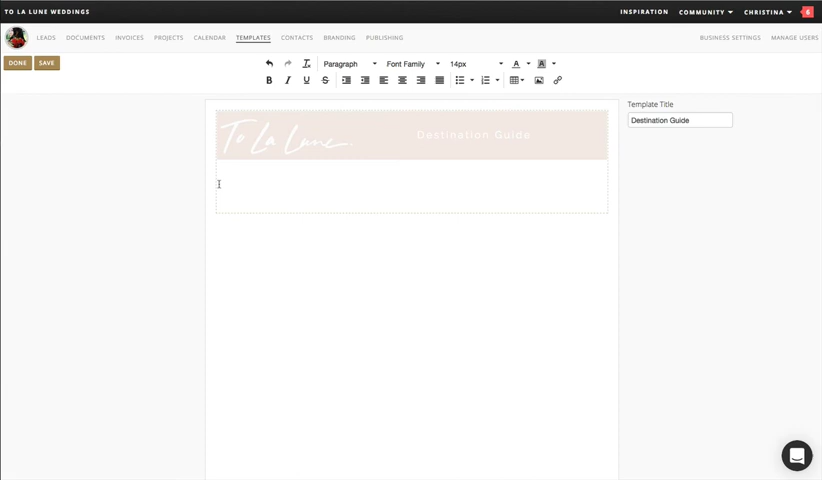 TO LA LUNE WEDDINGS
INSPIRATION COMMUNITY CHRISTINA 6
LEADS DOCUMENTS INVOICES PROJECTS CALENDAR TEMPLATES CONTACTS BRANDING PUBLISHING BUSINESS SETTINGS MANAGE USERS
DONE SAVE
Paragraph Font Family 14px A A
B I U S
Template Title
Destination Guide
To La Lune Destination Guide